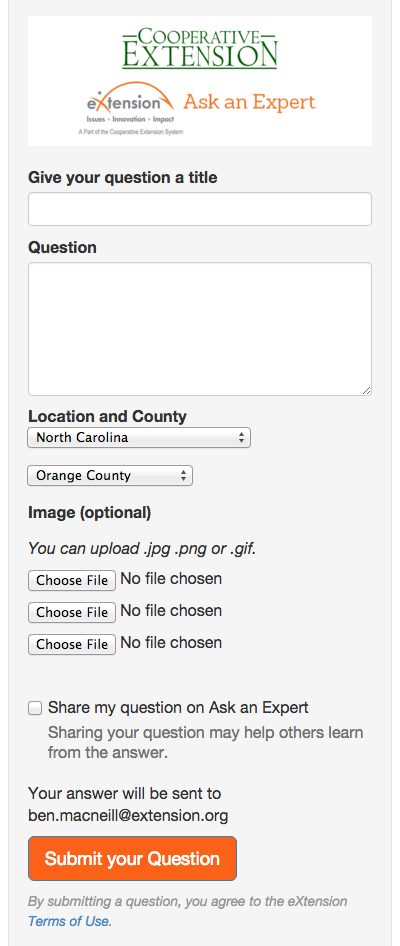 COOPERATIVE
EXTENSION
eXtension Ask an Expert
Issues · Innovation · Impact
A Part of the Cooperative Extension System
Give your question a title
Question
Location and County
North Carolina
Orange County
Image (optional)
You can upload .jpg .png or .gif.
Choose File No file chosen
Choose File No file chosen
Choose File No file chosen
Share my question on Ask an Expert
Sharing your question may help others learn
from the answer.
Your answer will be sent to
ben.macneill@extension.org
Submit your Question
By submitting a question, you agree to the eXtension
Terms of Use.